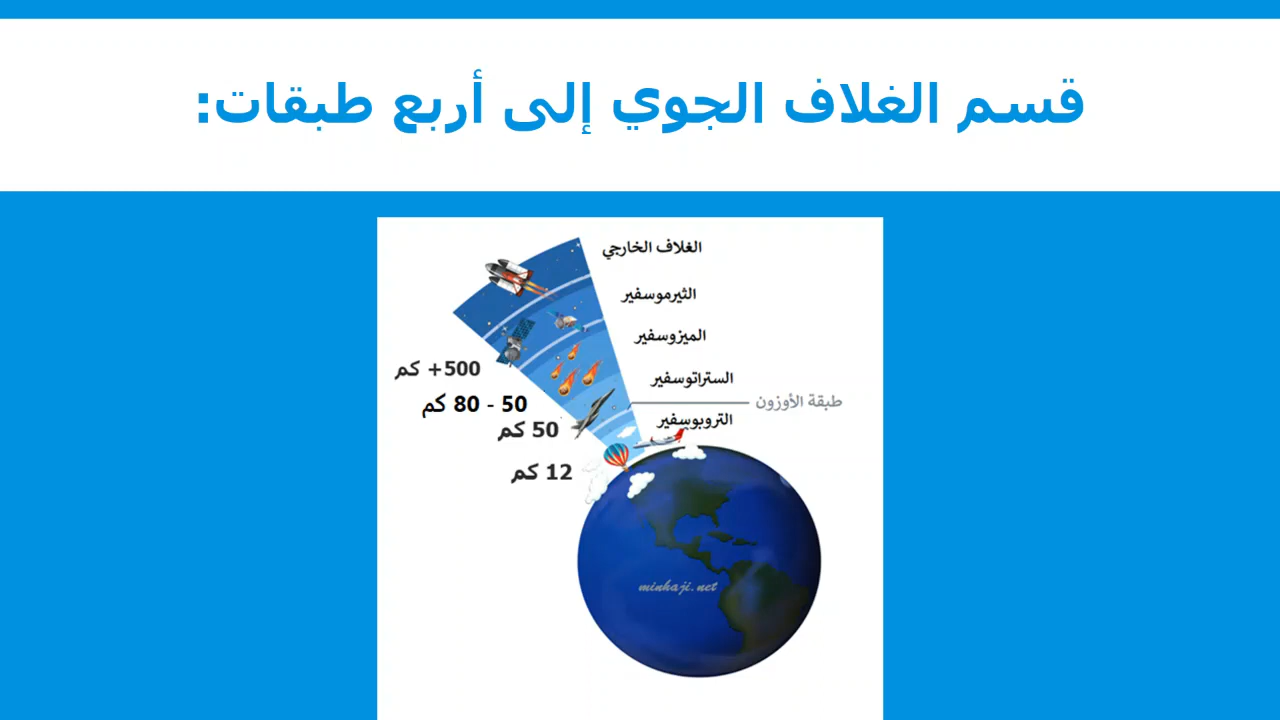 قسم الغلاف الجوي إلى أربع طبقات:
الغلاف الخارجي
الثيرموسفير
الميزوسفير
500+ كم
الستراتوسفير
طبقة الأوزون
50 - 80 كم
التروبوسفير
50 كم
12 كم
minhaji.net